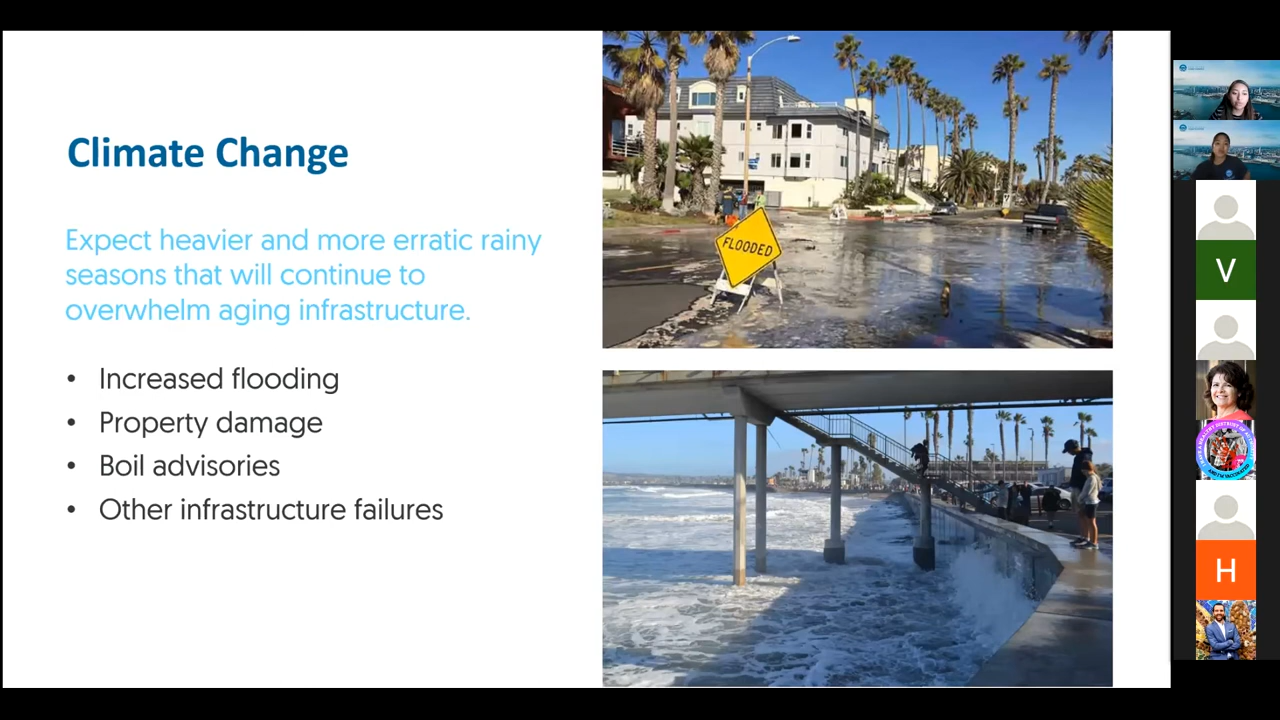 Climate Change
Expect heavier and more erratic rainy
seasons that will continue to
overwhelm aging infrastructure.
• Increased flooding
• Property damage
• Boil advisories
• Other infrastructure failures
FLOODED
V
H